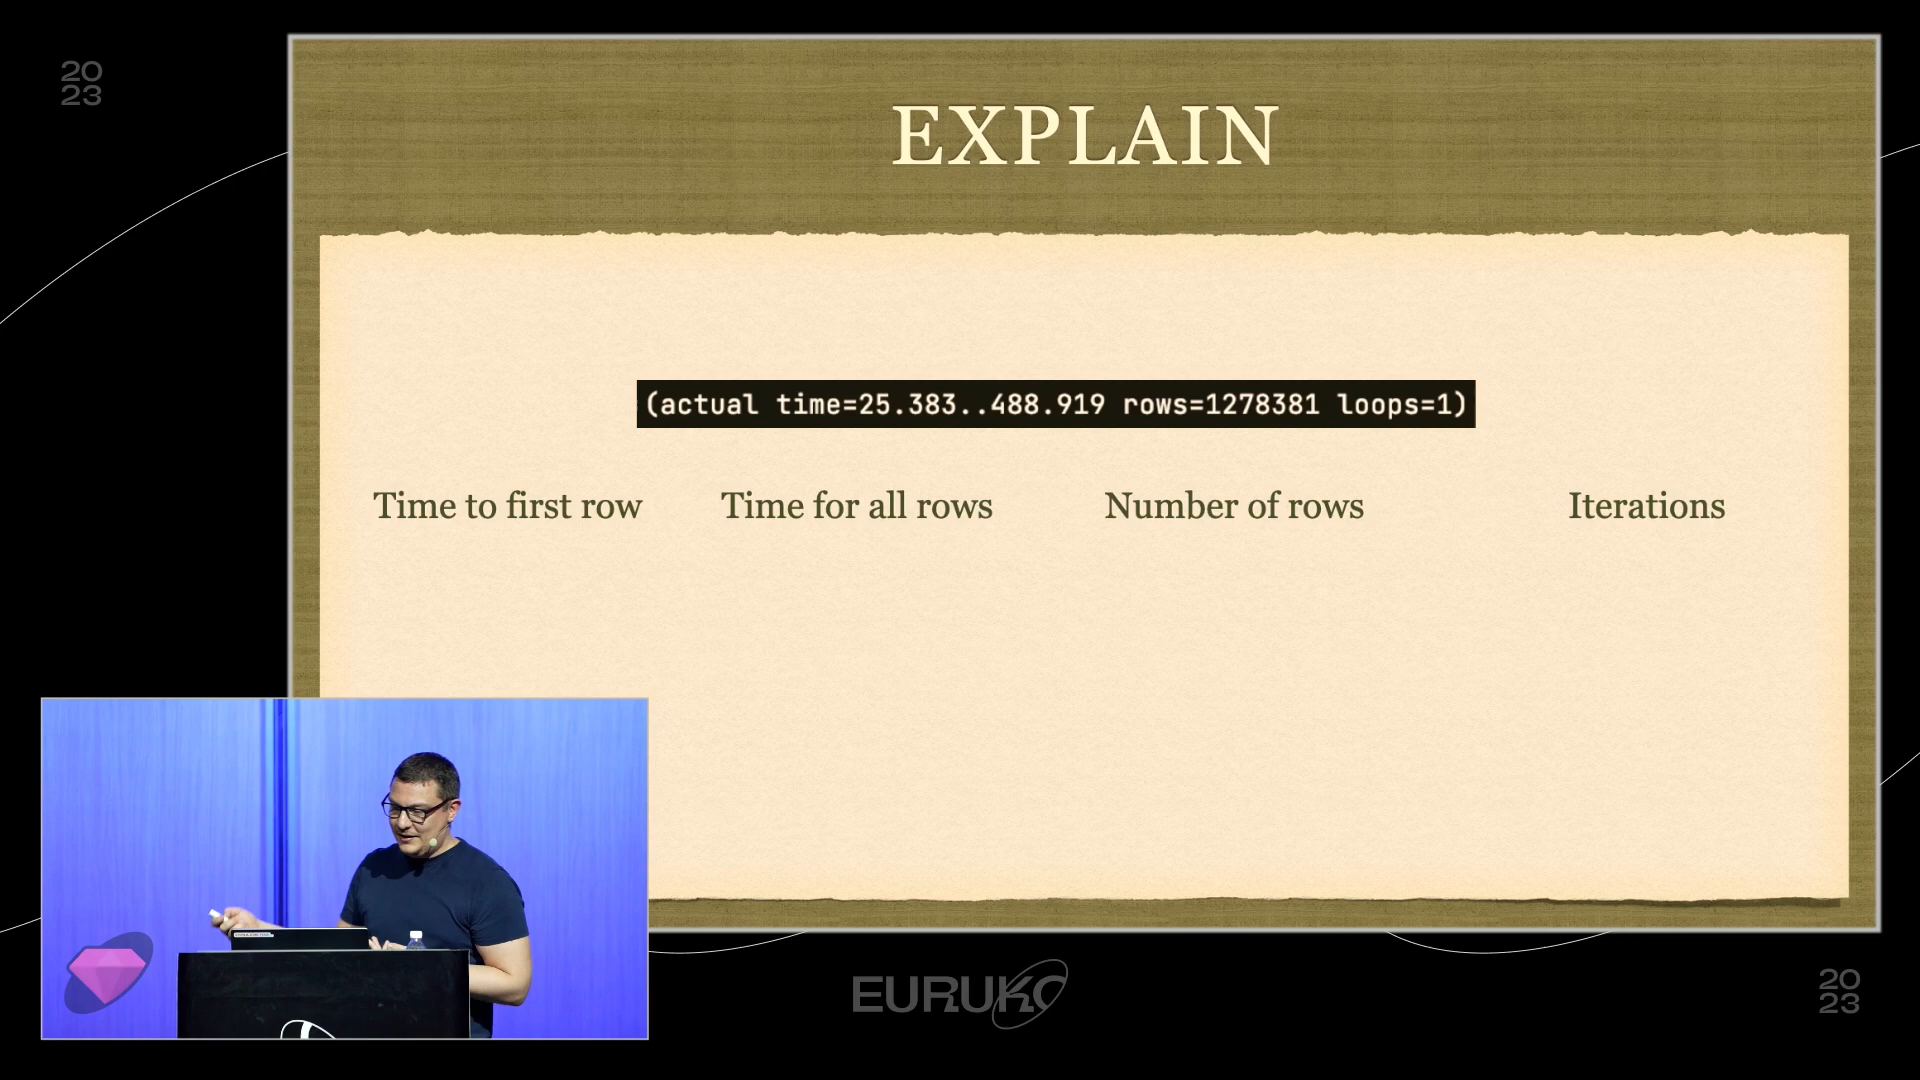 20
23
EXPLAIN
(actual time=25.383..488.919 rows=1278381 loops=1)
Time to first row
Time for all rows
Number of rows
Iterations
EURUKO
20
23